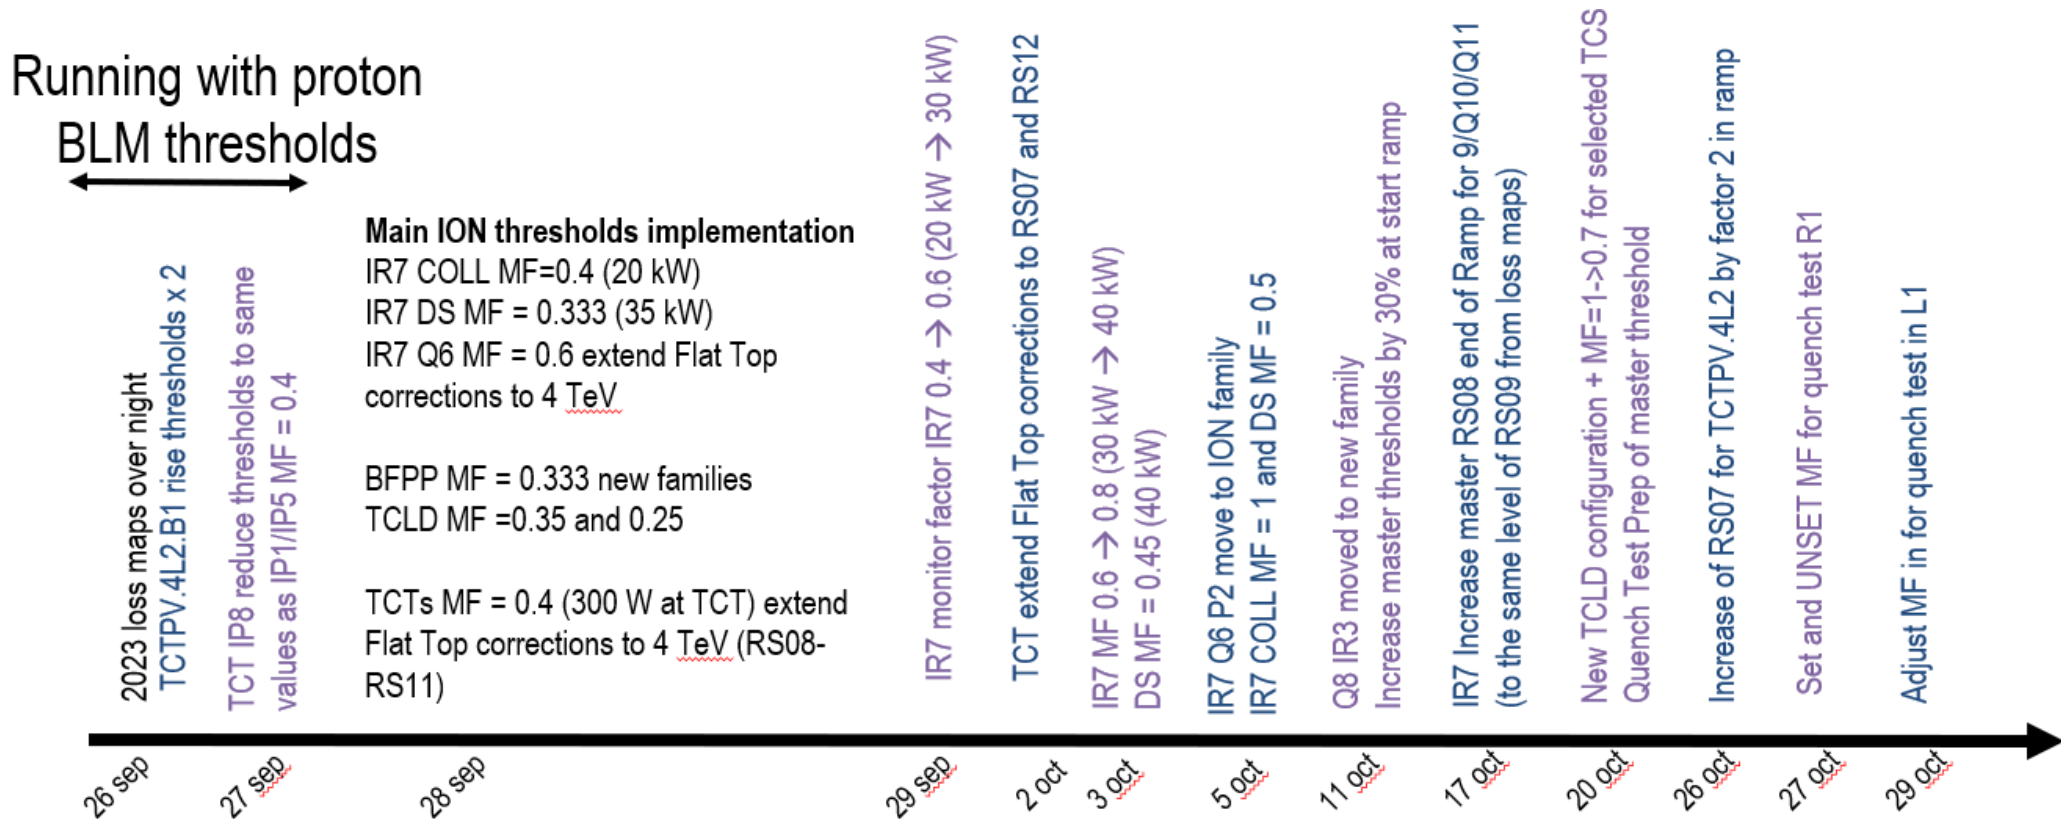 Running with proton
BLM thresholds
2023 loss maps over night
TCTPV.4L2.B1 rise thresholds x 2
TCT IP8 reduce thresholds to same
values as IP1/IP5 MF = 0.4
Main ION thresholds implementation
IR7 COLL MF=0.4 (20 kW)
IR7 DS MF = 0.333 (35 kW)
IR7 Q6 MF = 0.6 extend Flat Top
corrections to 4 TeV
BFPP MF = 0.333 new families
TCLD MF =0.35 and 0.25
TCTs MF = 0.4 (300 W at TCT) extend
Flat Top corrections to 4 TeV (RS08-
RS11)
IR7 monitor factor IR7 0.4 → 0.6 (20 kW → 30 kW)
TCT extend Flat Top corrections to RS07 and RS12
IR7 MF 0.6 → 0.8 (30 kW → 40 kW)
DS MF = 0.45 (40 kW)
IR7 Q6 P2 move to ION family
IR7 COLL MF = 1 and DS MF = 0.5
Q8 IR3 moved to new family
Increase master thresholds by 30% at start ramp
IR7 Increase master RS08 end of Ramp for 9/Q10/Q11
(to the same level of RS09 from loss maps)
New TCLD configuration + MF=1->0.7 for selected TCS
Quench Test Prep of master threshold
Increase of RS07 for TCTPV.4L2 by factor 2 in ramp
Set and UNSET MF for quench test R1
Adjust MF in for quench test in L1
26 sep
27 sep
28 sep
29 sep
2 oct
3 oct
5 oct
11 oct
17 oct
20 oct
26 oct
27 oct
29 oct